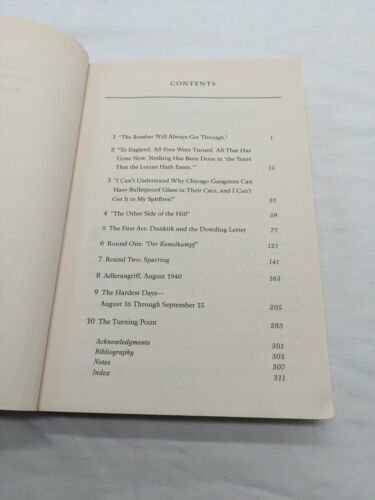 CONTENTS
1 "The Bomber Will Always Get Through." 1
2 "To England, All Eyes Were Turned. All That Has
Gone Now. Nothing Has Been Done in 'the Years
That the Locust Hath Eaten.'" 15
3 "I Can't Understand Why Chicago Gangsters Can
Have Bulletproof Glass in Their Cars, and I Can't
Get It in My Spitfires!" 33
4 "The Other Side of the Hill" 59
5 The First Act: Dunkirk and the Dowding Letter 77
6 Round One: "Der Kanalkampf" 121
7 Round Two: Sparring 141
8 Adlerangriff, August 1940 163
9 The Hardest Days—
August 16 Through September 15 205
10 The Turning Point 283
Acknowledgments 301
Bibliography 303
Notes 307
Index 311